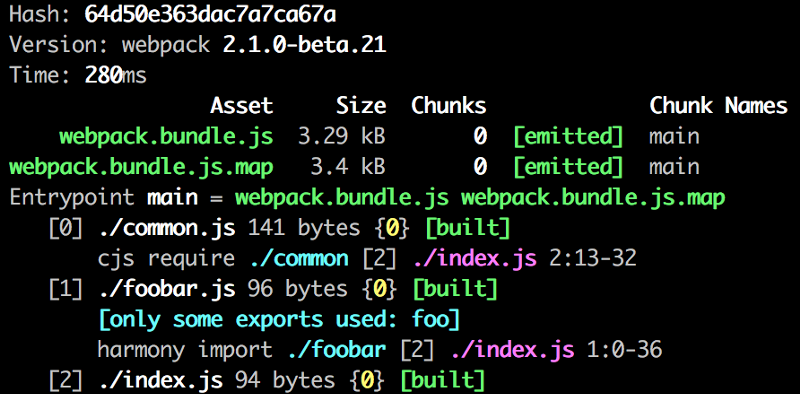 Hash: 64d50e363dac7a7ca67a
Version: webpack 2.1.0-beta.21
Time: 280ms
Asset Size Chunks Chunk Names
webpack.bundle.js 3.29 kB 0 [emitted] main
webpack.bundle.js.map 3.4 kB 0 [emitted] main
Entrypoint main = webpack.bundle.js webpack.bundle.js.map
[0] ./common.js 141 bytes {0} [built]
cjs require ./common [2] ./index.js 2:13-32
[1] ./foobar.js 96 bytes {0} [built]
[only some exports used: foo]
harmony import ./foobar [2] ./index.js 1:0-36
[2] ./index.js 94 bytes {0} [built]